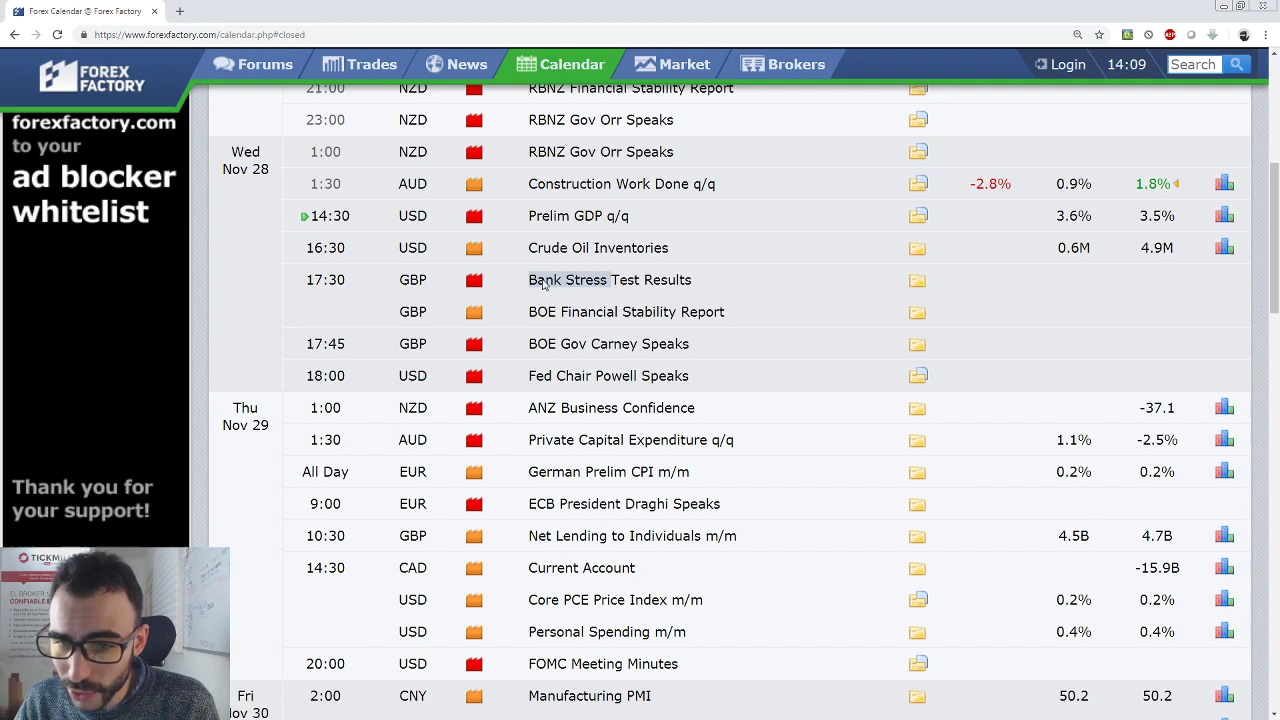 Forex Calendar @ Forex Factory
https://www.forexfactory.com/calendar.php#closed
FOREX FACTORY
Forums Trades News Calendar Market Brokers Login 14:09 Search
forexfactory.com
to your
ad blocker
whitelist
Thank you for
your support!
21:00 NZD RBNZ Financial Stability Report
23:00 NZD RBNZ Gov Orr Speaks
Wed Nov 28 1:00 NZD RBNZ Gov Orr Speaks
1:30 AUD Construction Work Done q/q -2.8% 0.9% 1.8%
14:30 USD Prelim GDP q/q 3.6% 3.5%
16:30 USD Crude Oil Inventories 0.6M 4.9M
17:30 GBP Bank Stress Test Results
GBP BOE Financial Stability Report
17:45 GBP BOE Gov Carney Speaks
18:00 USD Fed Chair Powell Speaks
Thu Nov 29 1:00 NZD ANZ Business Confidence -37.1
1:30 AUD Private Capital Expenditure q/q 1.1% -2.5%
All Day EUR German Prelim CPI m/m 0.2% 0.2%
9:00 EUR ECB President Draghi Speaks
10:30 GBP Net Lending to Individuals m/m 4.5B 4.7B
14:30 CAD Current Account -15.9B
USD Core PCE Price Index m/m 0.2% 0.2%
USD Personal Spending m/m 0.4% 0.4%
20:00 USD FOMC Meeting Minutes
Fri Nov 30 2:00 CNY Manufacturing PMI 50.2 50.2
TICKMILL
EL BROKER
CONFIABLE